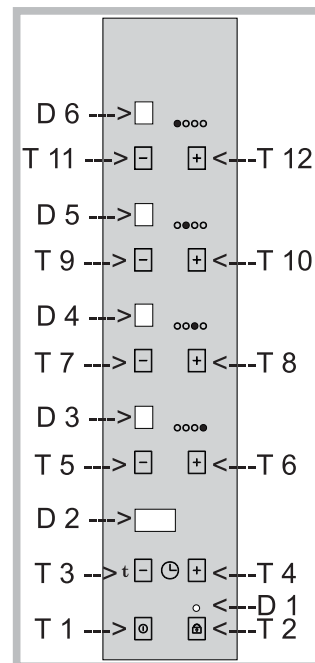 D 6 --->
T 11 --> - + <--T 12
D 5 --->
T 9 ---> - + <--T 10
D 4 --->
T 7 ---> - + <--T 8
D 3 --->
T 5 ---> - + <--T 6
D 2 --->
T 3 --> t - + <--T 4
<--D 1
T 1 ---> <--T 2